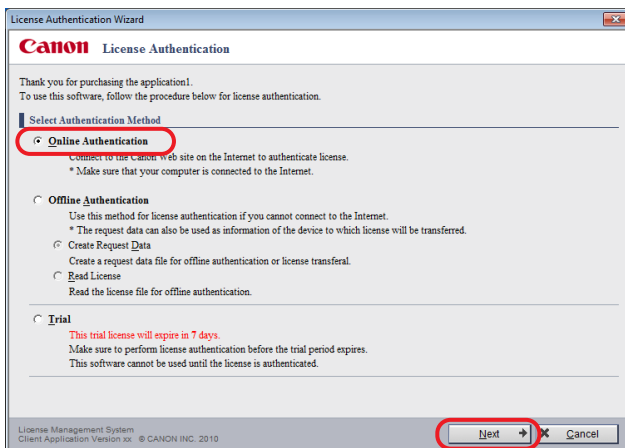 License Authentication Wizard
Canon License Authentication
Thank you for purchasing the application1.
To use this software, follow the procedure below for license authentication.
Select Authentication Method
Online Authentication
Connect to the Canon Web site on the Internet to authenticate license.
* Make sure that your computer is connected to the Internet.
Offline Authentication
Use this method for license authentication if you cannot connect to the Internet.
* The request data can also be used as information of the device to which license will be transferred.
Create Request Data
Create a request data file for offline authentication or license transferal.
Read License
Read the license file for offline authentication.
Trial
This trial license will expire in 7 days.
Make sure to perform license authentication before the trial period expires.
This software cannot be used until the license is authenticated.
License Management System
Client Application Version xx © CANON INC. 2010
Next
Cancel